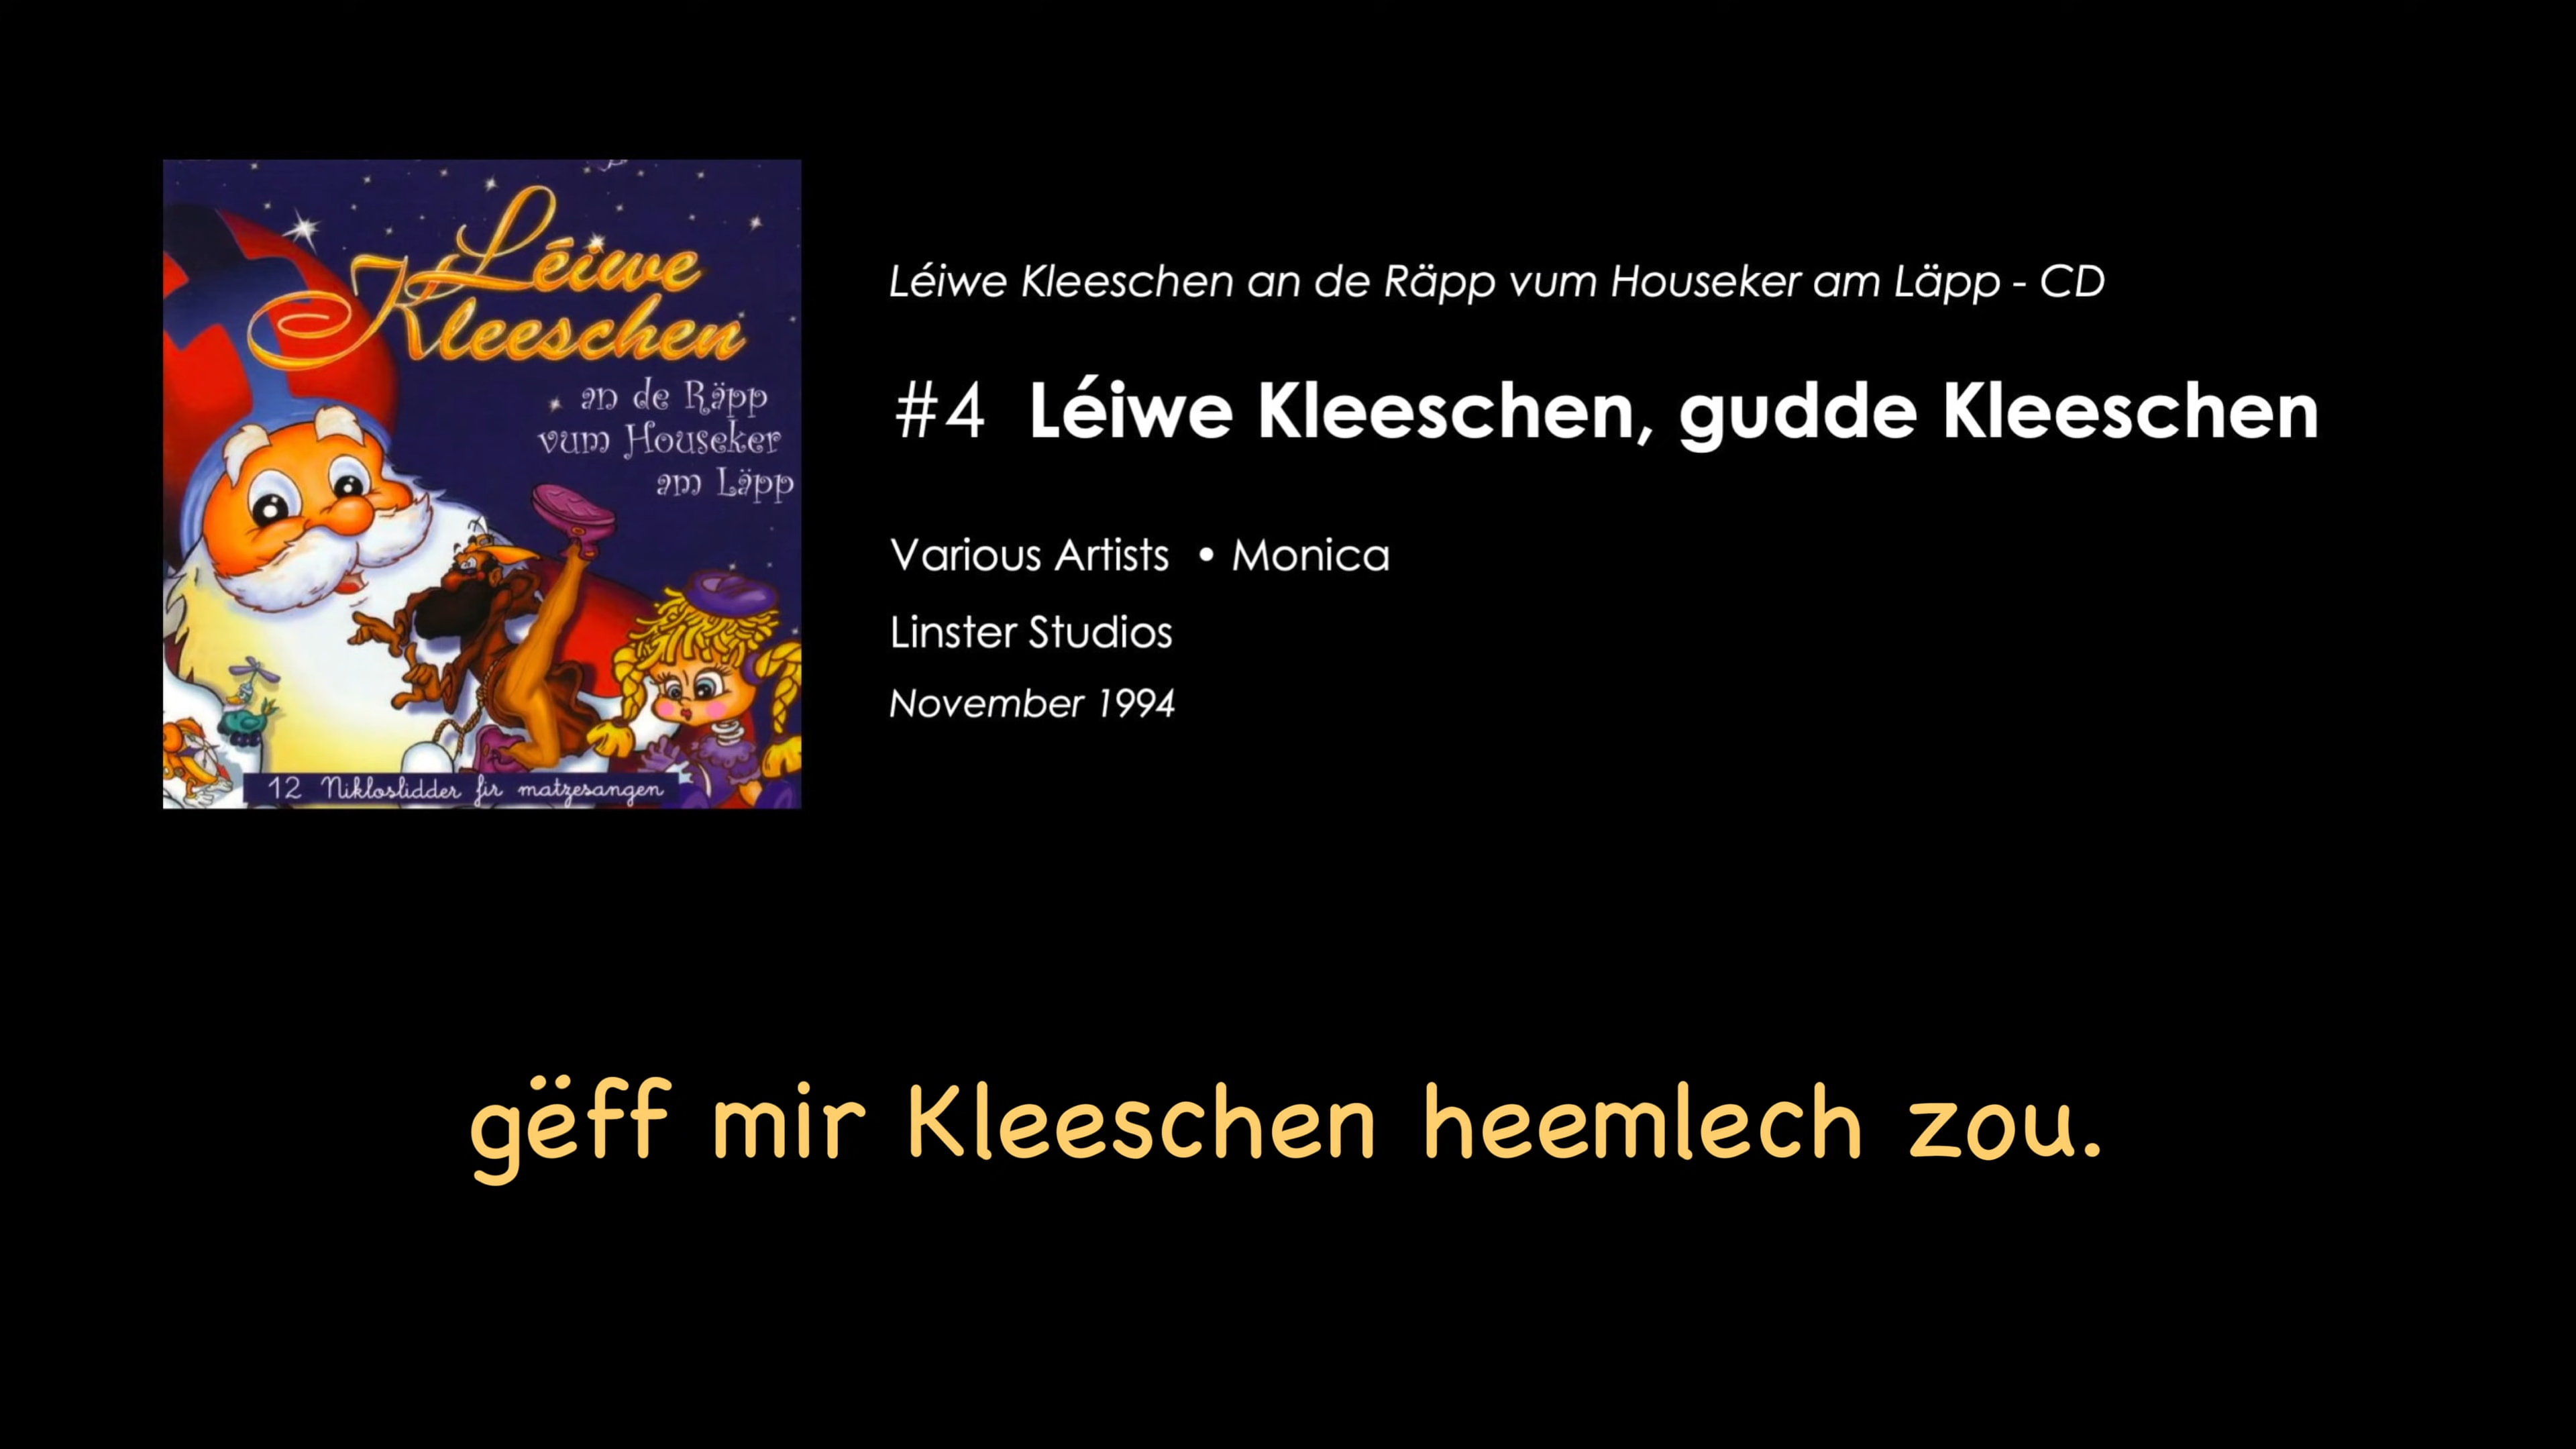 Léiwe
Kleeschen
an de Räpp
vum Houseker
am Läpp
12 Nikloslidder fir matzesangen
Léiwe Kleeschen an de Räpp vum Houseker am Läpp - CD
#4 Léiwe Kleeschen, gudde Kleeschen
Various Artists • Monica
Linster Studios
November 1994
gëff mir Kleeschen heemlech zou.